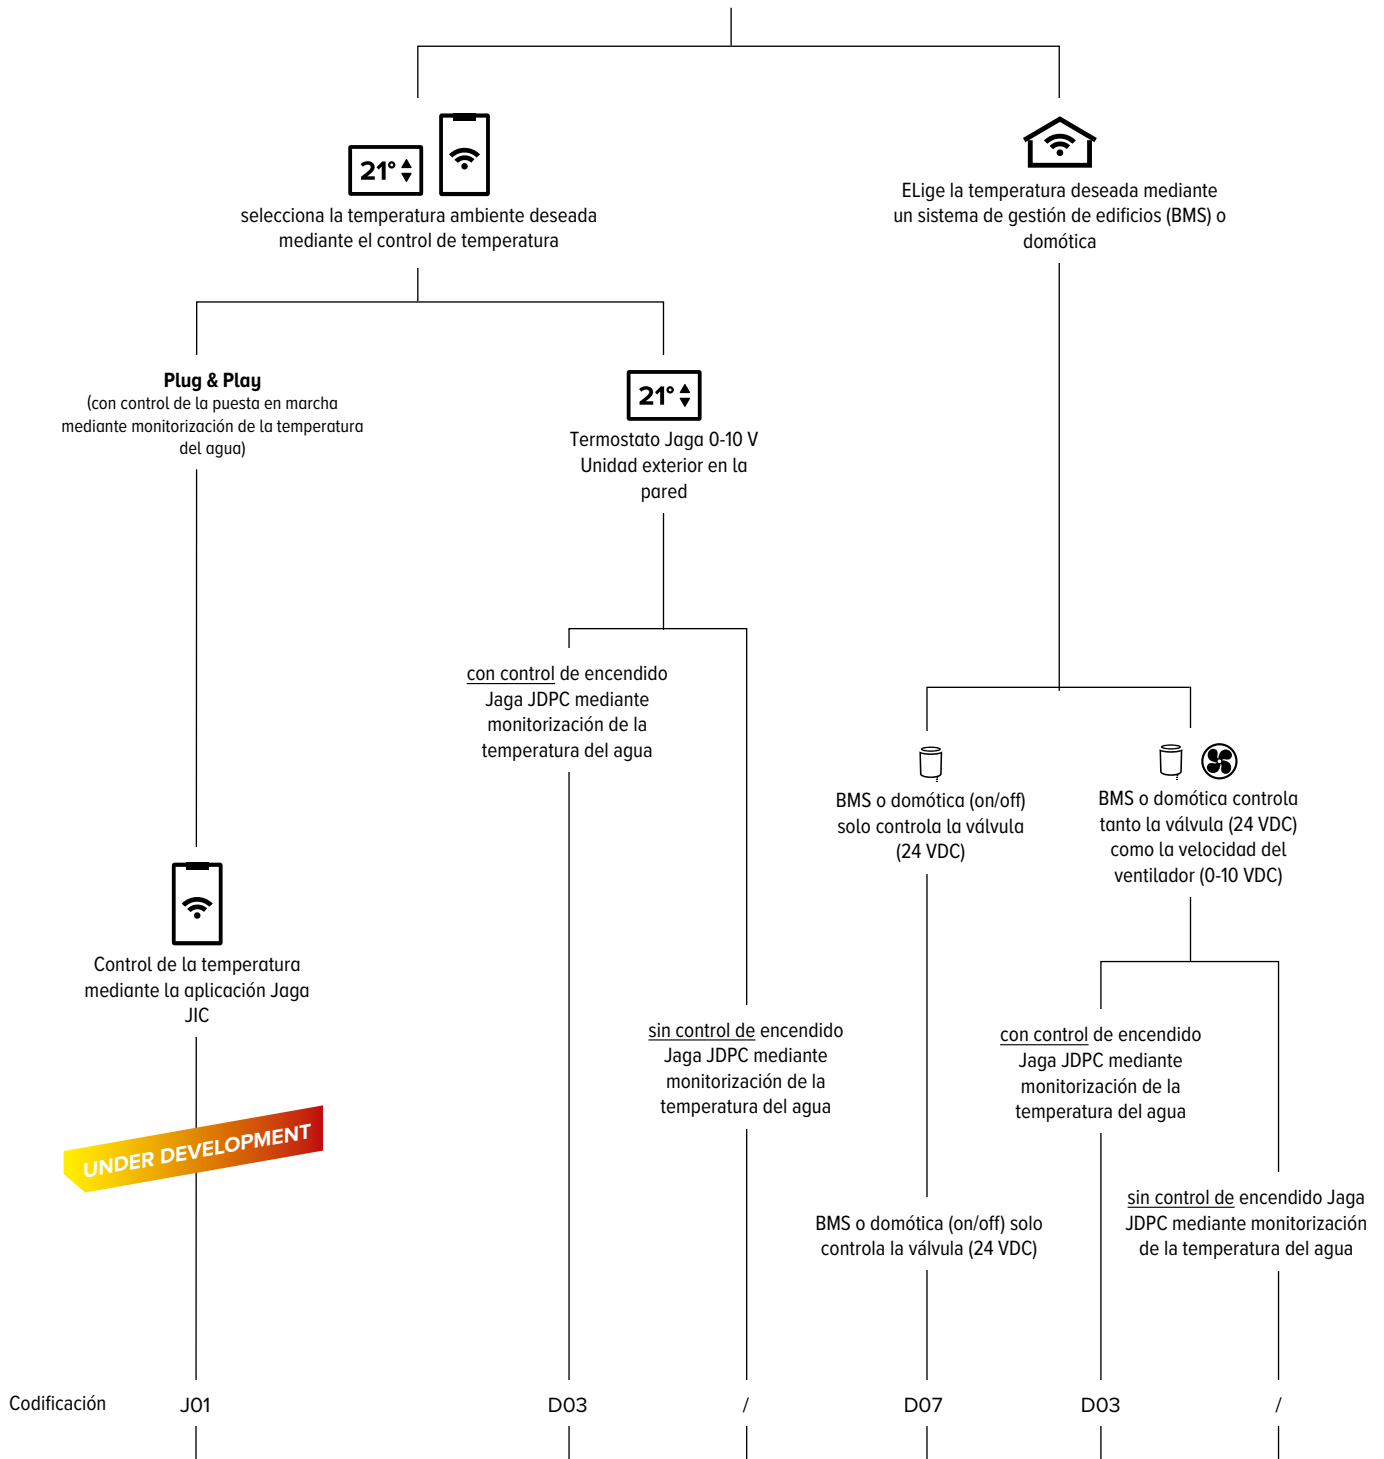 21°
selecciona la temperatura ambiente deseada
mediante el control de temperatura
ELige la temperatura deseada mediante
un sistema de gestión de edificios (BMS) o
domótica
Plug & Play
(con control de la puesta en marcha
mediante monitorización de la temperatura
del agua)
21°
Termostato Jaga 0-10 V
Unidad exterior en la
pared
con control de encendido
Jaga JDPC mediante
monitorización de la
temperatura del agua
BMS o domótica (on/off)
solo controla la válvula
(24 VDC)
BMS o domótica controla
tanto la válvula (24 VDC)
como la velocidad del
ventilador (0-10 VDC)
Control de la temperatura
mediante la aplicación Jaga
JIC
sin control de encendido
Jaga JDPC mediante
monitorización de la
temperatura del agua
con control de encendido
Jaga JDPC mediante
monitorización de la
temperatura del agua
UNDER DEVELOPMENT
BMS o domótica (on/off) solo
controla la válvula (24 VDC)
sin control de encendido Jaga
JDPC mediante monitorización
de la temperatura del agua
Codificación J01 D03 / D07 D03 /